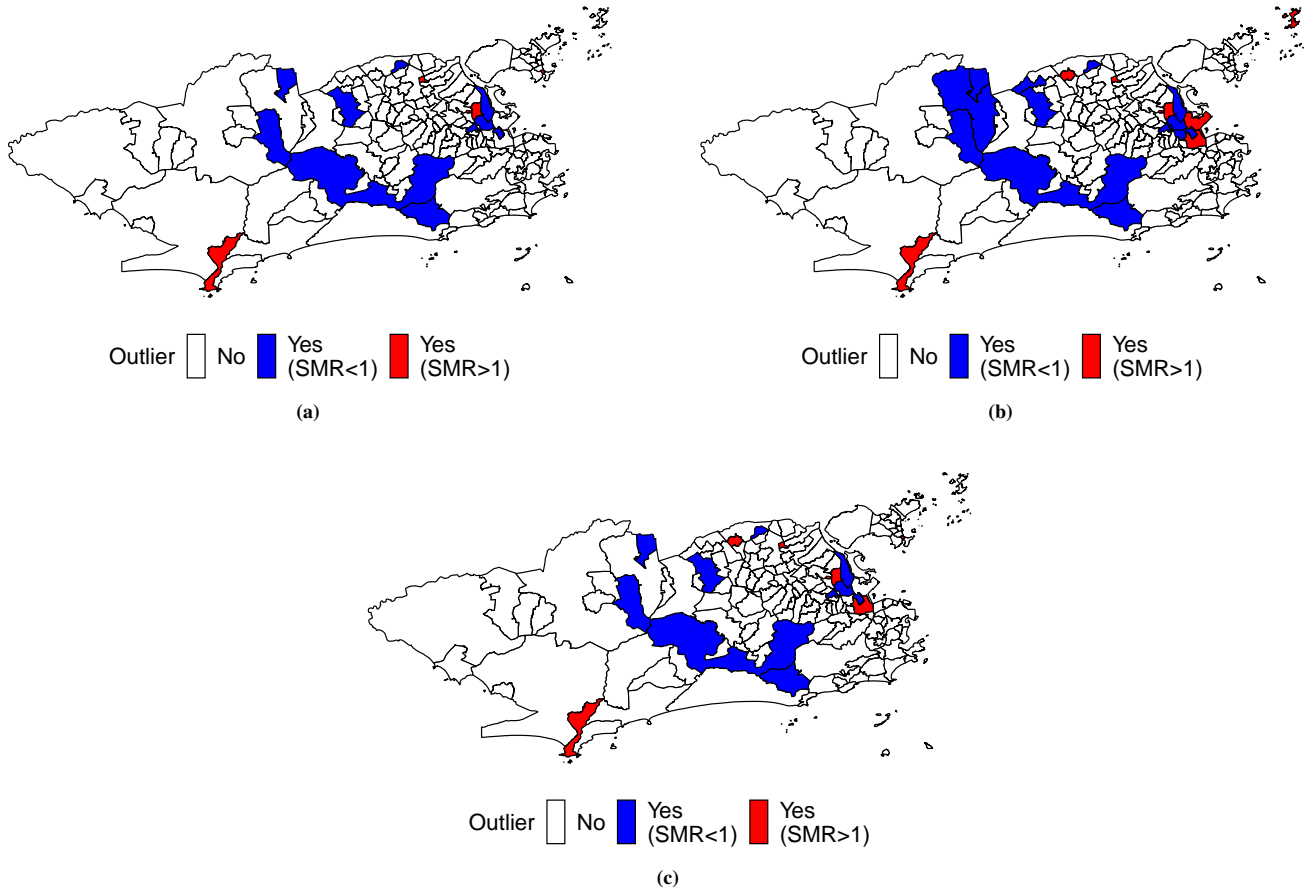 Outlier No Yes (SMR<1) Yes (SMR>1)
(a)
Outlier No Yes (SMR<1) Yes (SMR>1)
(b)
Outlier No Yes (SMR<1) Yes (SMR>1)
(c)